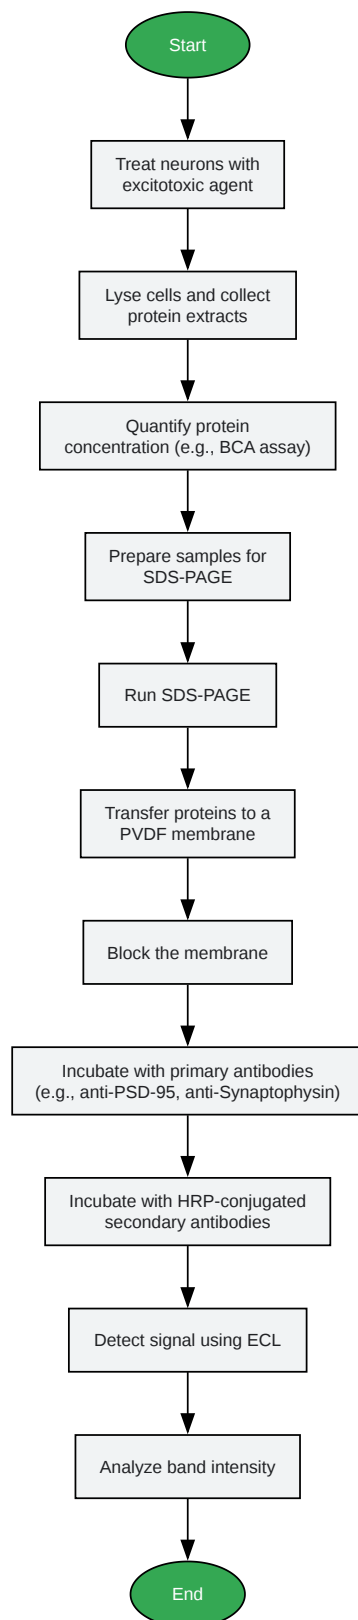 Start
Treat neurons with
excitotoxic agent
Lyse cells and collect
protein extracts
Quantify protein
concentration (e.g., BCA assay)
Prepare samples for
SDS-PAGE
Run SDS-PAGE
Transfer proteins to a
PVDF membrane
Block the membrane
Incubate with primary antibodies
(e.g., anti-PSD-95, anti-Synaptophysin)
Incubate with HRP-conjugated
secondary antibodies
Detect signal using ECL
Analyze band intensity
End